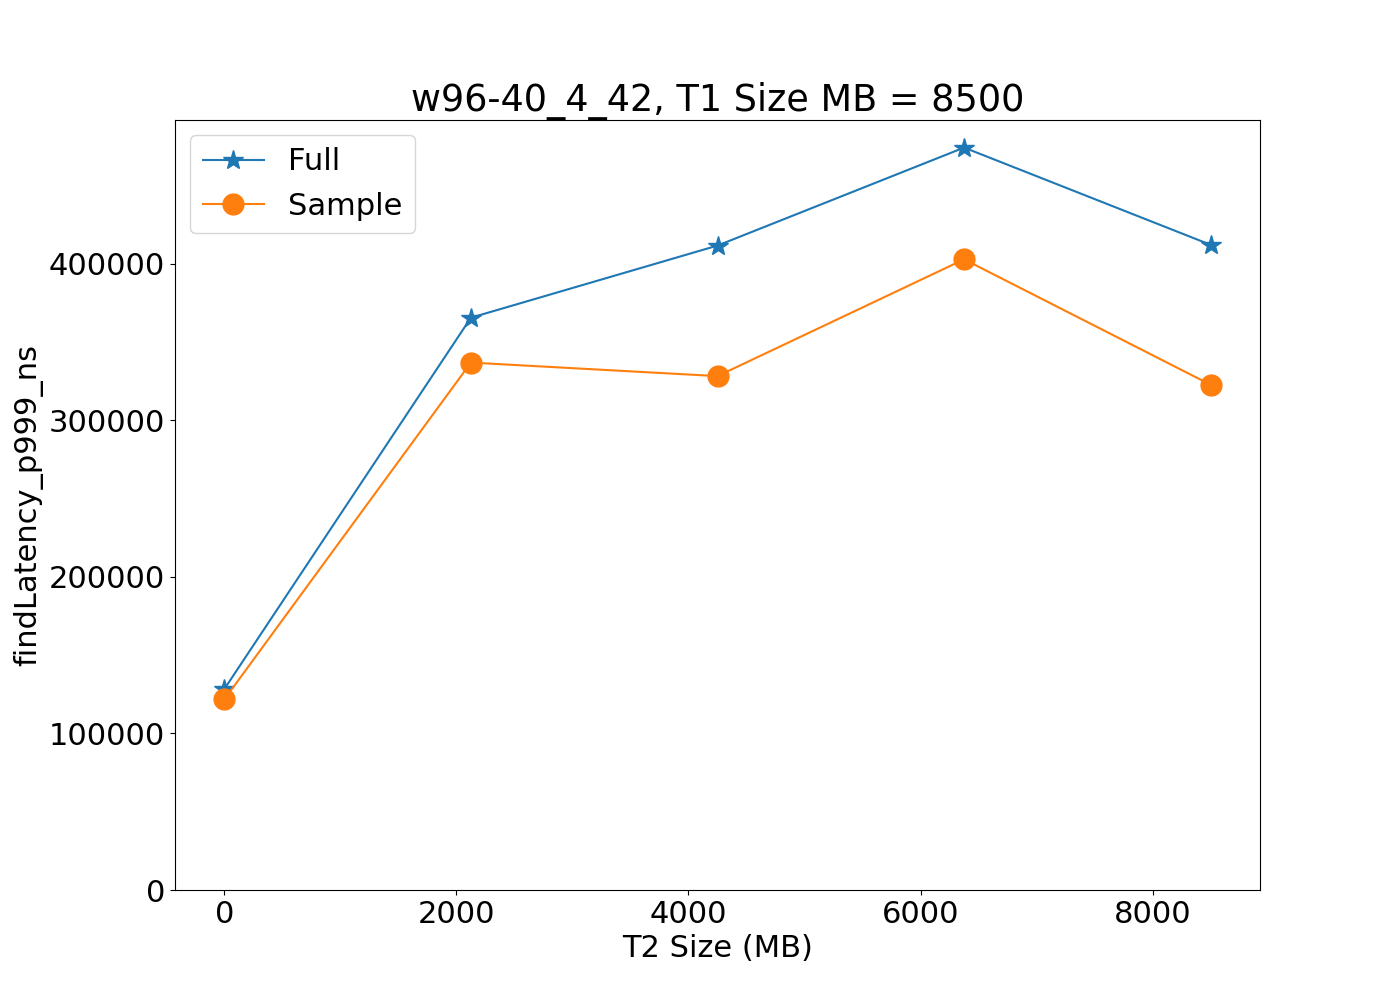 w96-40_4_42, T1 Size MB = 8500
Full
Sample
400000
300000
200000
100000
0
findLatency_p999_ns
0 2000 4000 6000 8000
T2 Size (MB)